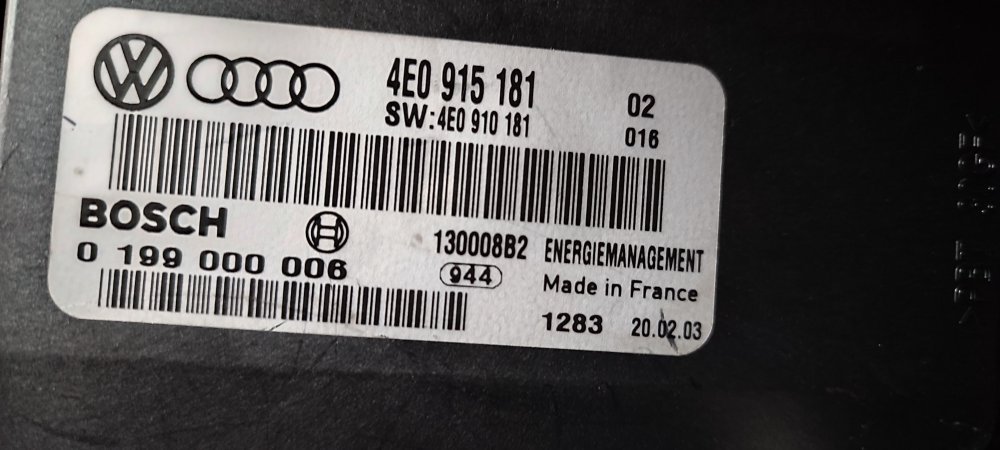 4E0 915 181 02
SW:4E0 910 181 016
BOSCH
0 199 000 006
130008B2 ENERGIEMANAGEMENT
944 Made in France
1283 20.02.03